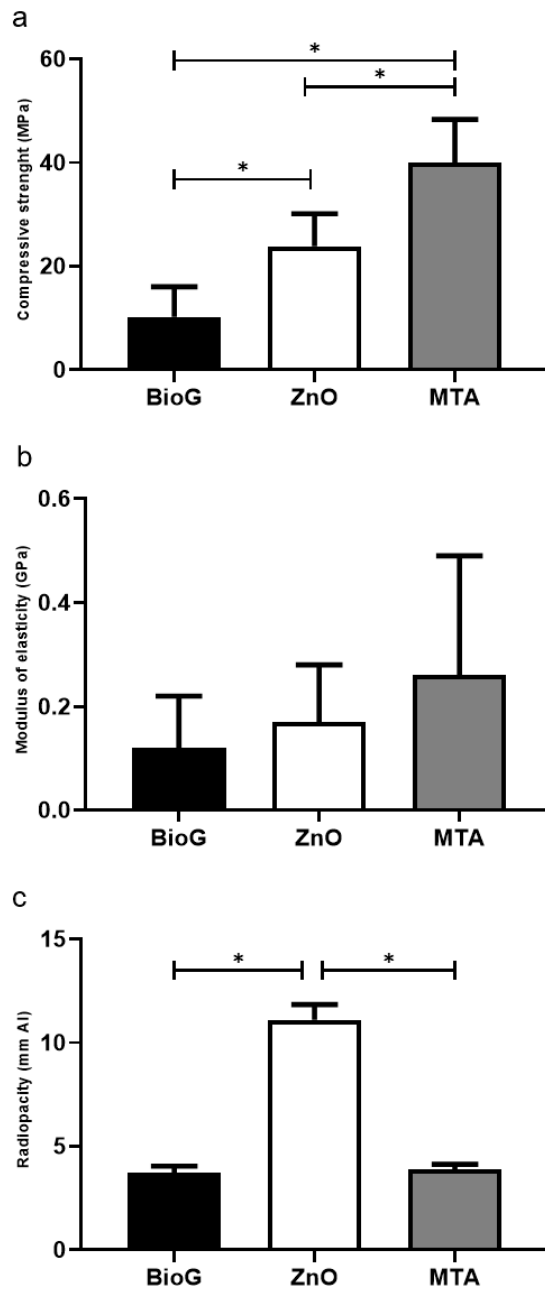 a
Compressive strenght (MPa)
60
40
20
0
*
*
*
BioG ZnO MTA
b
Modulus of elasticity (GPa)
0.6
0.4
0.2
0.0
BioG ZnO MTA
c
Radiopacity (mm Al)
15
10
5
0
* *
BioG ZnO MTA